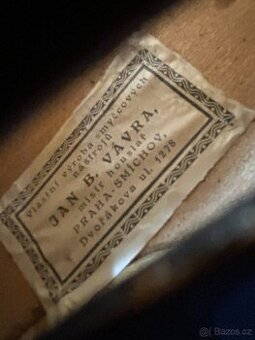 Vlastní výroba smyčcových
nástrojů
JAN B. VÁVRA,
mistr houslař
PRAHA-SMÍCHOV,
Dvořákova ul. 1278
Bazos.cz